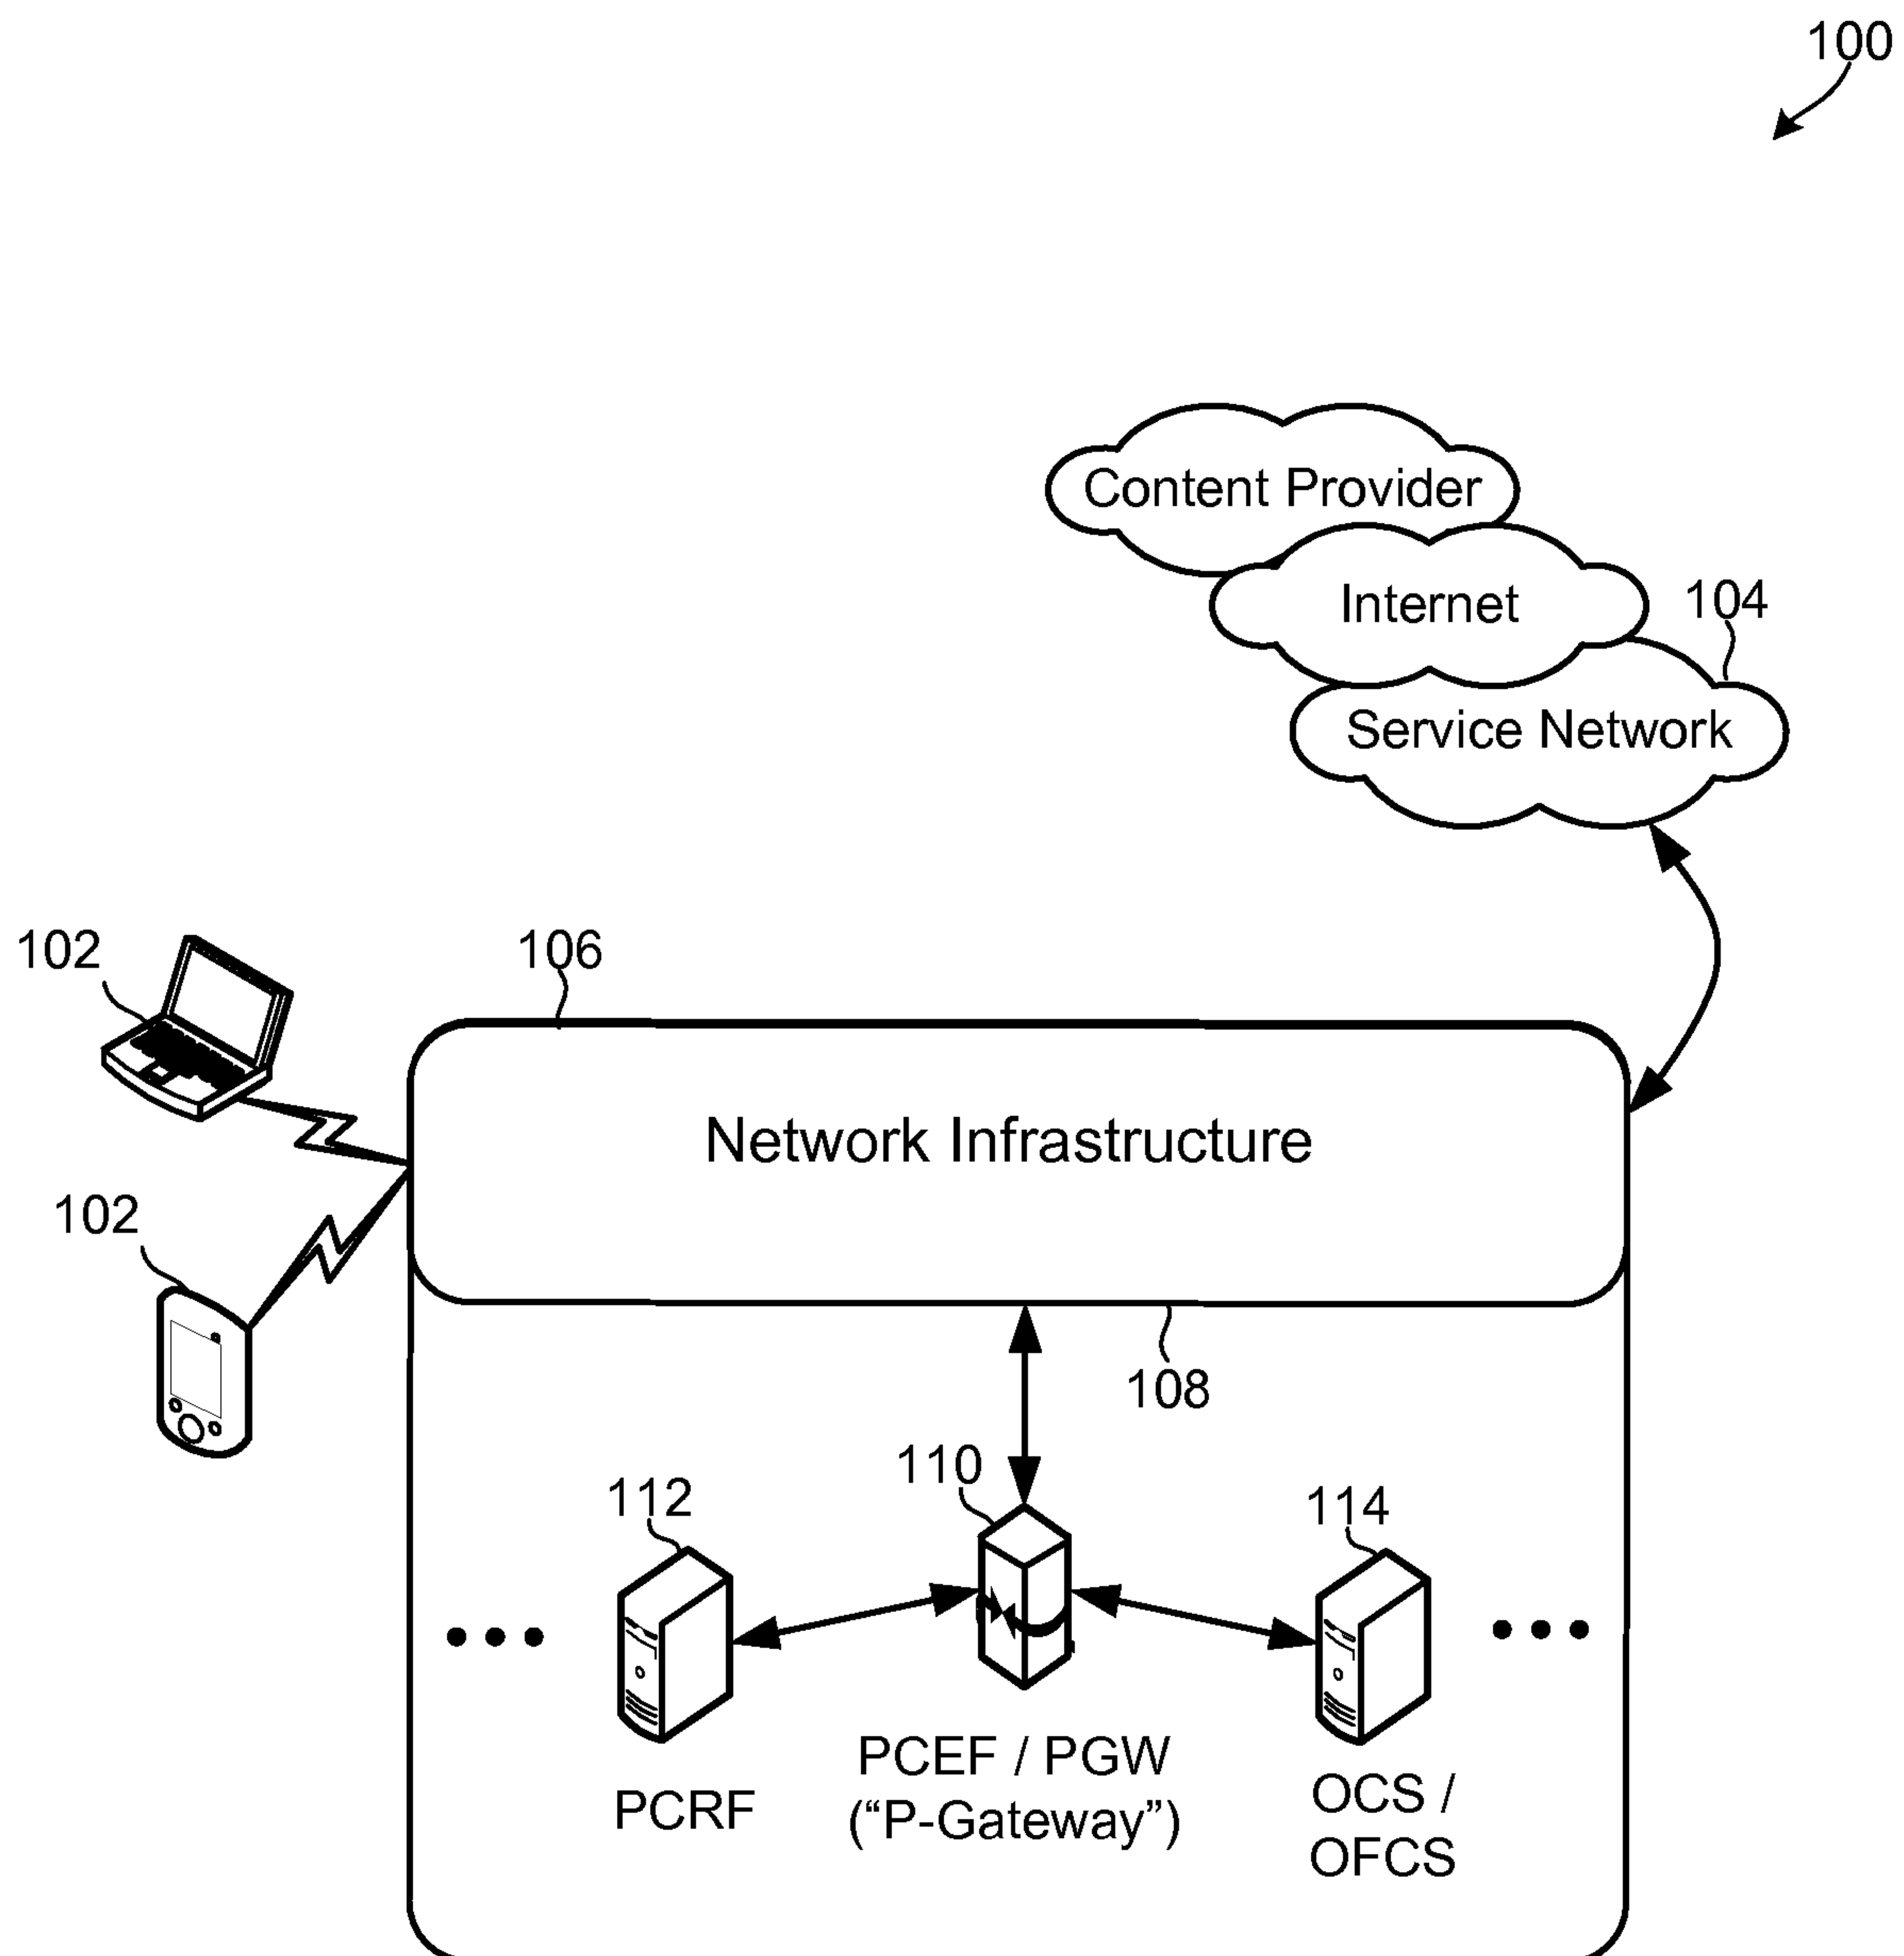 100
Content Provider
Internet
104
Service Network
102
106
Network Infrastructure
102
108
110
112
114
PCEF / PGW
(“P-Gateway”)
PCRF
OCS /
OFCS